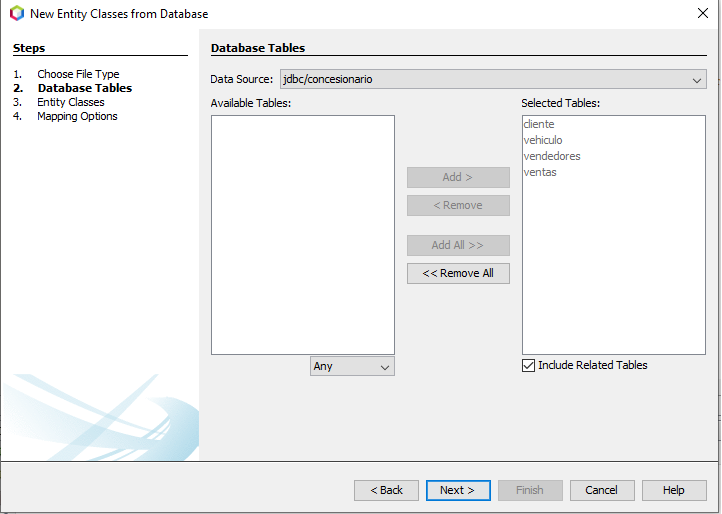 New Entity Classes from Database
Steps
1. Choose File Type
2. Database Tables
3. Entity Classes
4. Mapping Options
Database Tables
Data Source: jdbc/concesionario
Available Tables:
Selected Tables:
cliente
vehiculo
vendedores
ventas
Add >
< Remove
Add All >>
<< Remove All
Any
Include Related Tables
< Back
Next >
Finish
Cancel
Help